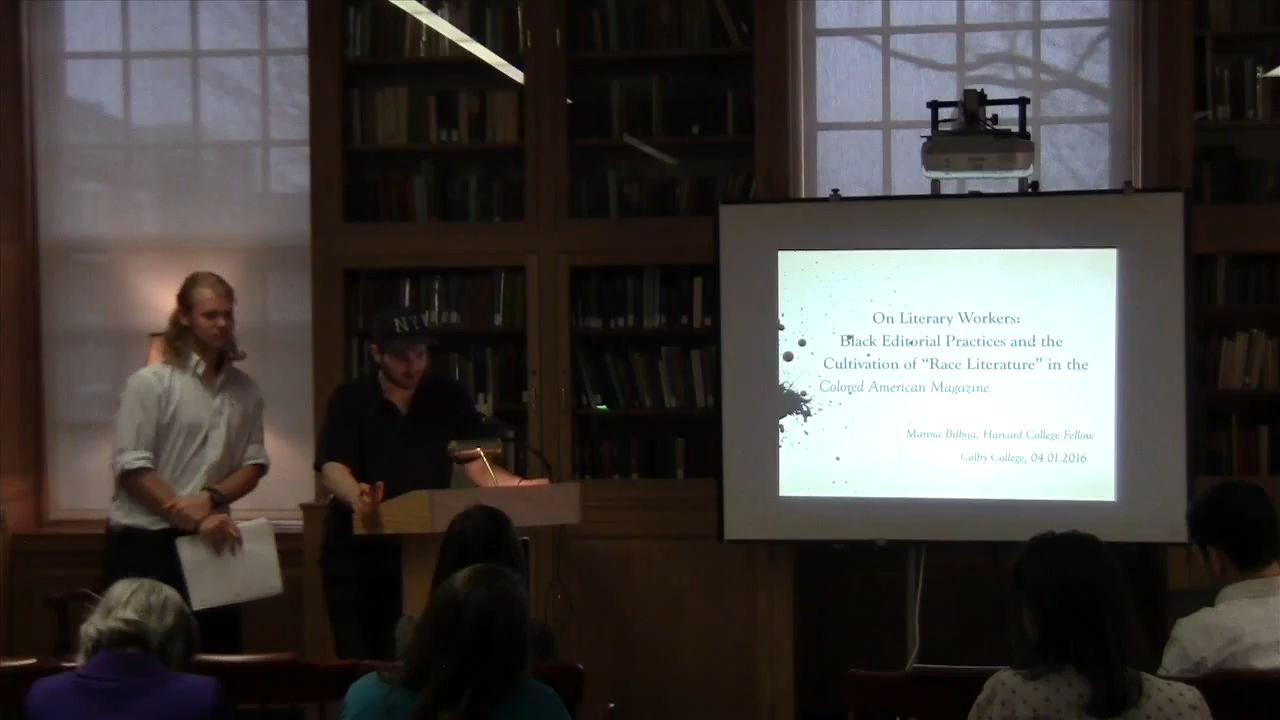 NY
On Literary Workers:
Black Editorial Practices and the
Cultivation of “Race Literature” in the
Colored American Magazine
Marina Bilbija, Harvard College Fellow
Colby College, 04.01.2016